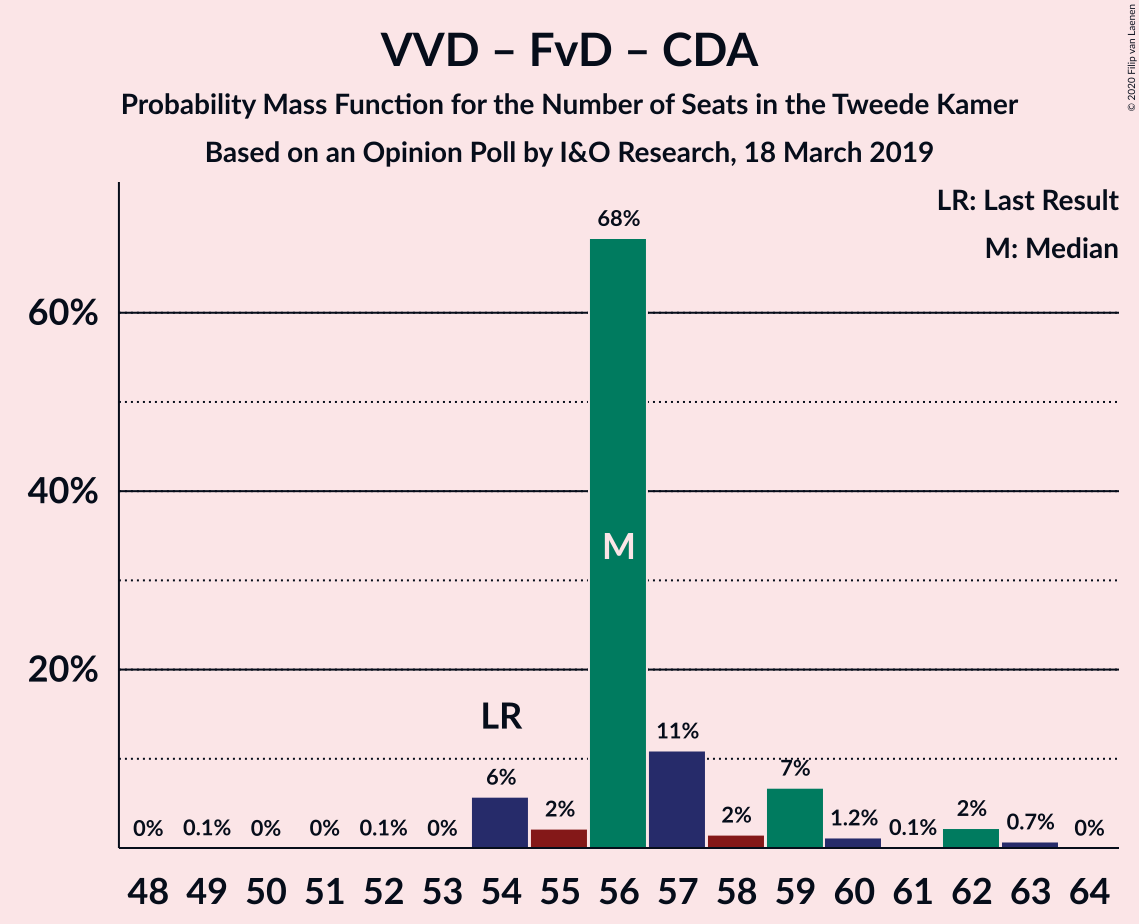 VVD – FvD – CDA
Probability Mass Function for the Number of Seats in the Tweede Kamer
Based on an Opinion Poll by I&O Research, 18 March 2019
© 2020 Filip van Laenen
LR: Last Result
M: Median
60%
40%
20%
0%
0.1%
0%
0%
0.1%
0%
LR
6%
2%
68%
M
11%
2%
7%
1.2%
0.1%
2%
0.7%
0%
48 49 50 51 52 53 54 55 56 57 58 59 60 61 62 63 64